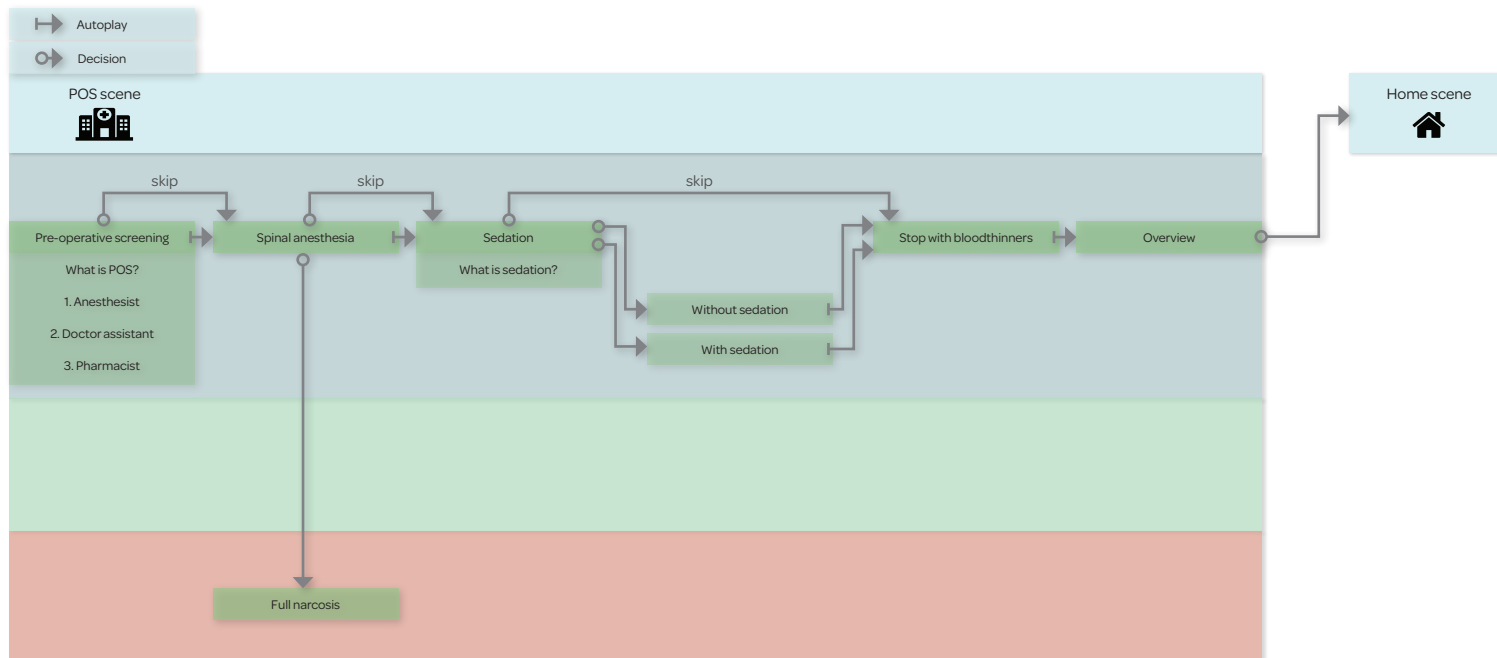 Autoplay
Decision
POS scene
Home scene
skip
skip
skip
Pre-operative screening
Spinal anesthesia
Sedation
Stop with bloodthinners
Overview
What is POS?
What is sedation?
1. Anesthesist
Without sedation
2. Doctor assistant
With sedation
3. Pharmacist
Full narcosis